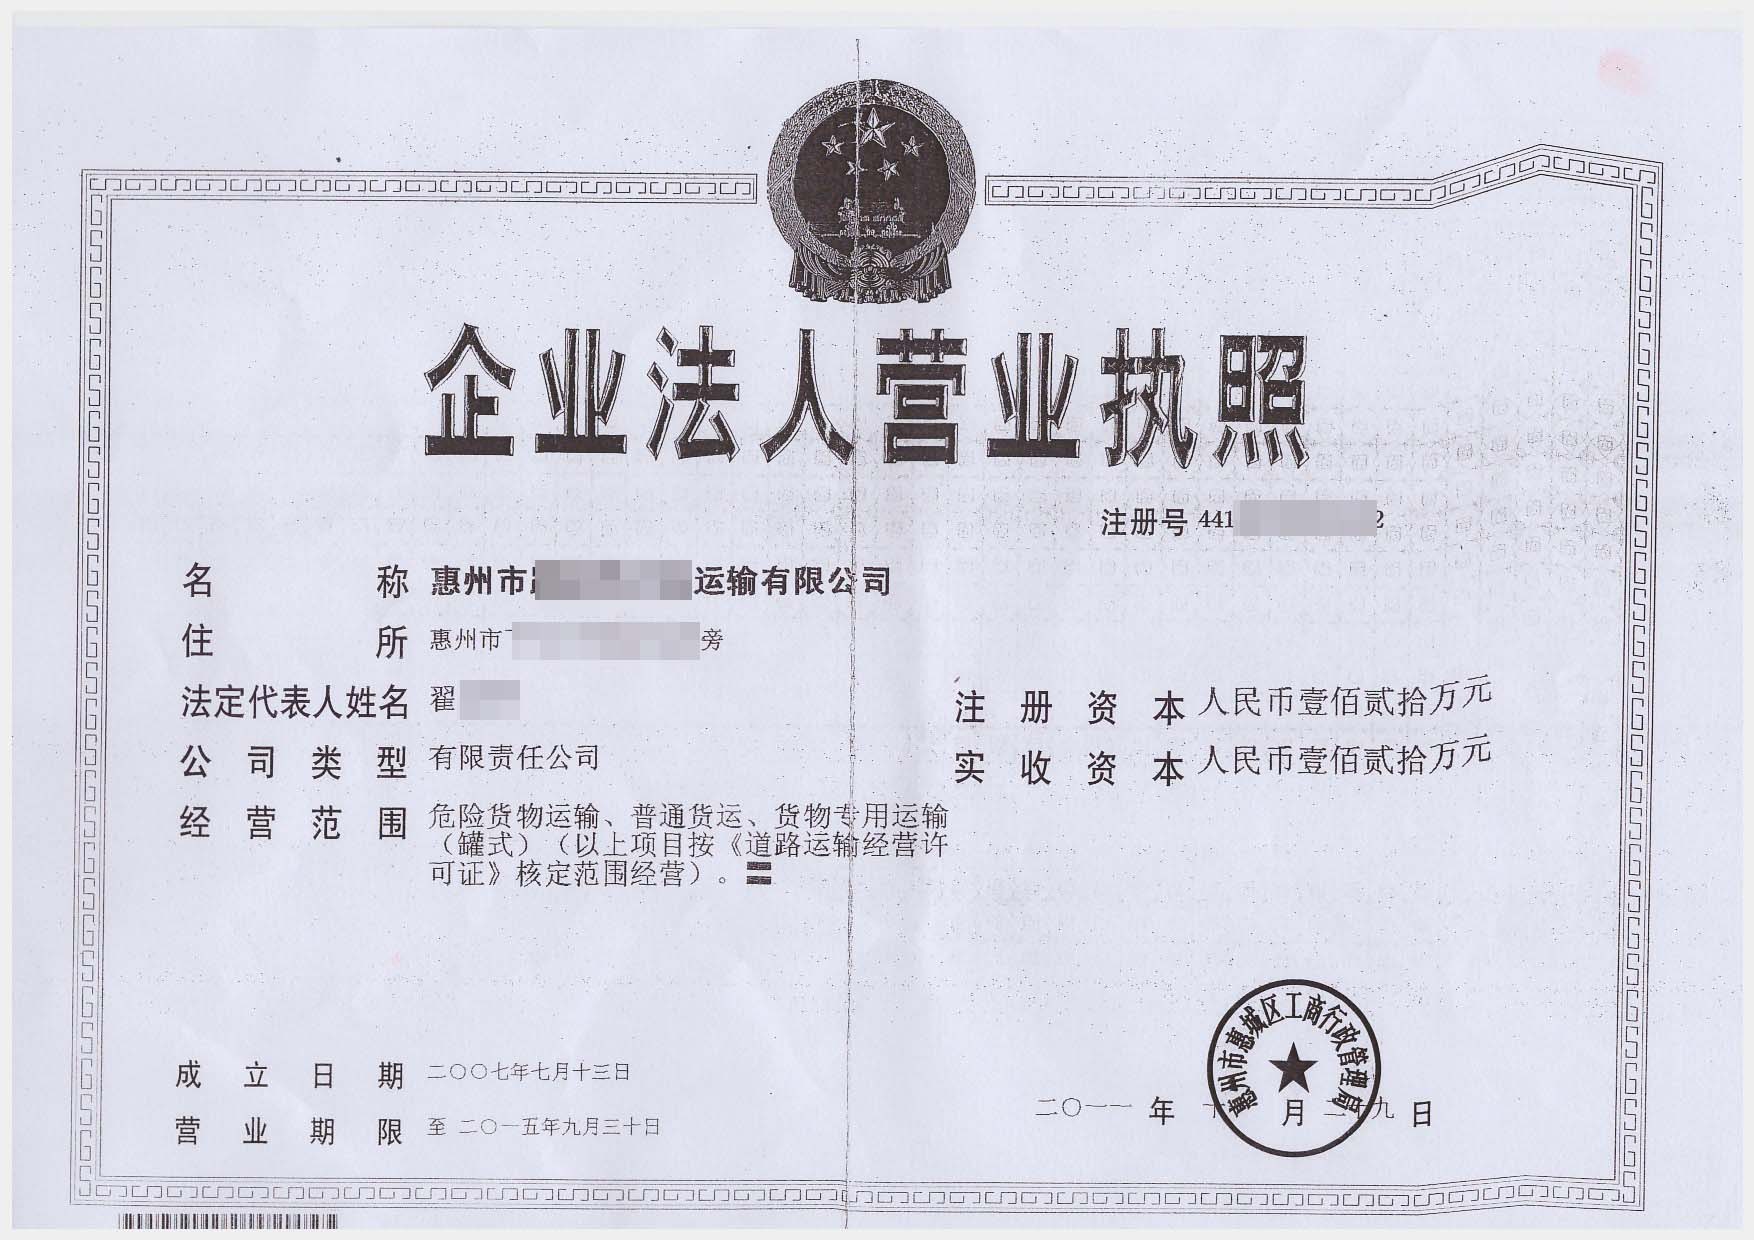 企业法人营业执照
注册号 441 2
名称 惠州市 运输有限公司
住所 惠州市 旁
法定代表人姓名 翟
注册资本 人民币壹佰贰拾万元
公司类型 有限责任公司
实收资本 人民币壹佰贰拾万元
经营范围 危险货物运输、普通货运、货物专用运输
（罐式）（以上项目按《道路运输经营许
可证》核定范围经营）。
成立日期 二〇〇七年七月十三日
营业期限 至 二〇一五年九月三十日
惠州市惠城区工商行政管理局
二〇一一 年 月 二十九 日